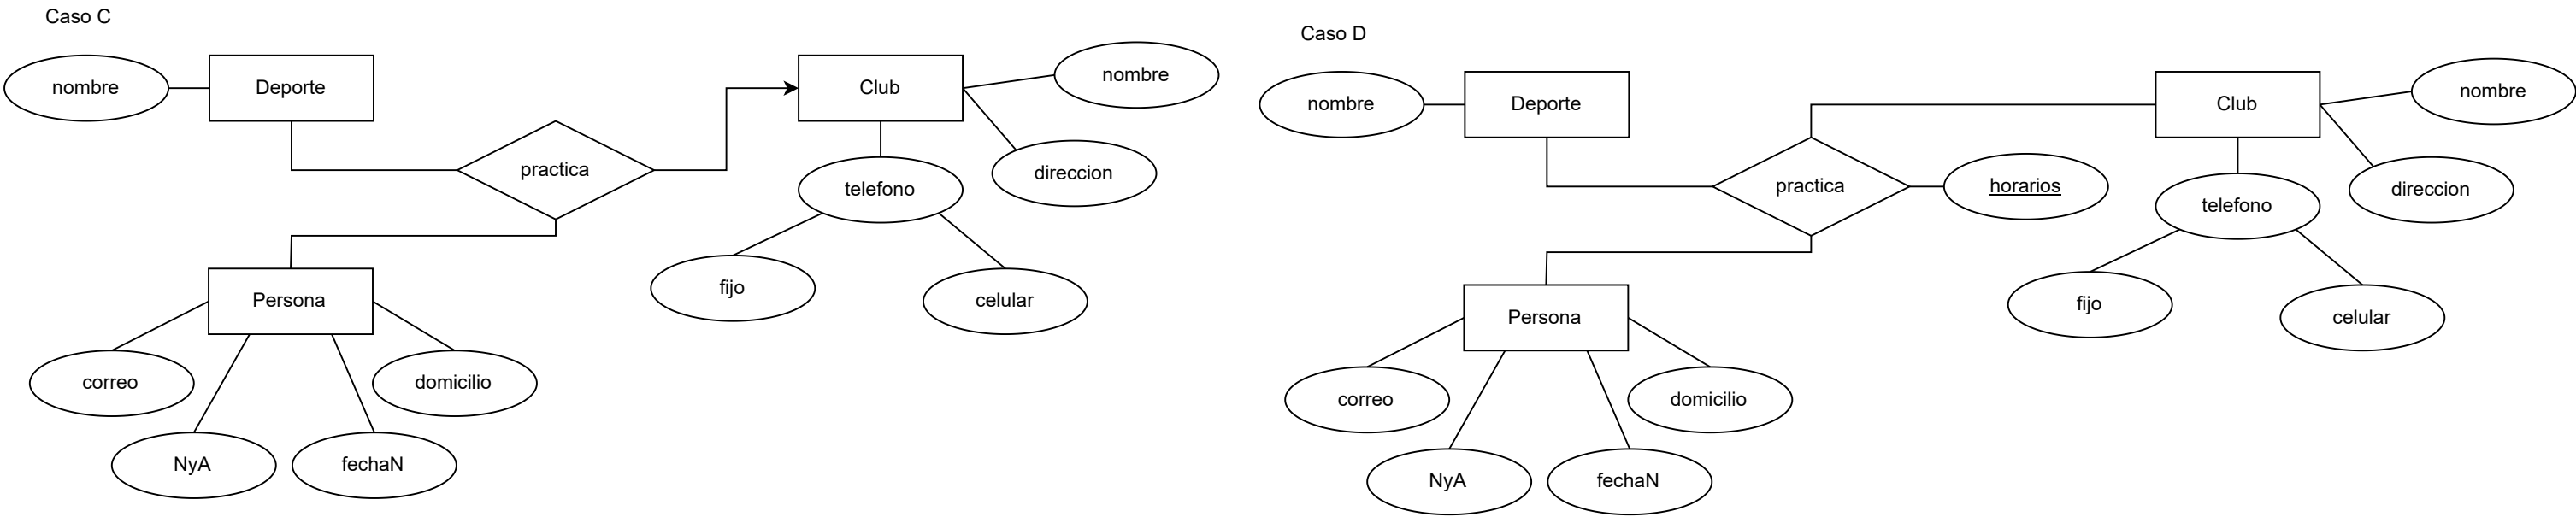 Caso C
nombre
Deporte
Club
nombre
practica
telefono
direccion
fijo
celular
Persona
correo
domicilio
NyA
fechaN
Caso D
nombre
Deporte
Club
nombre
practica
horarios
telefono
direccion
fijo
celular
Persona
correo
domicilio
NyA
fechaN